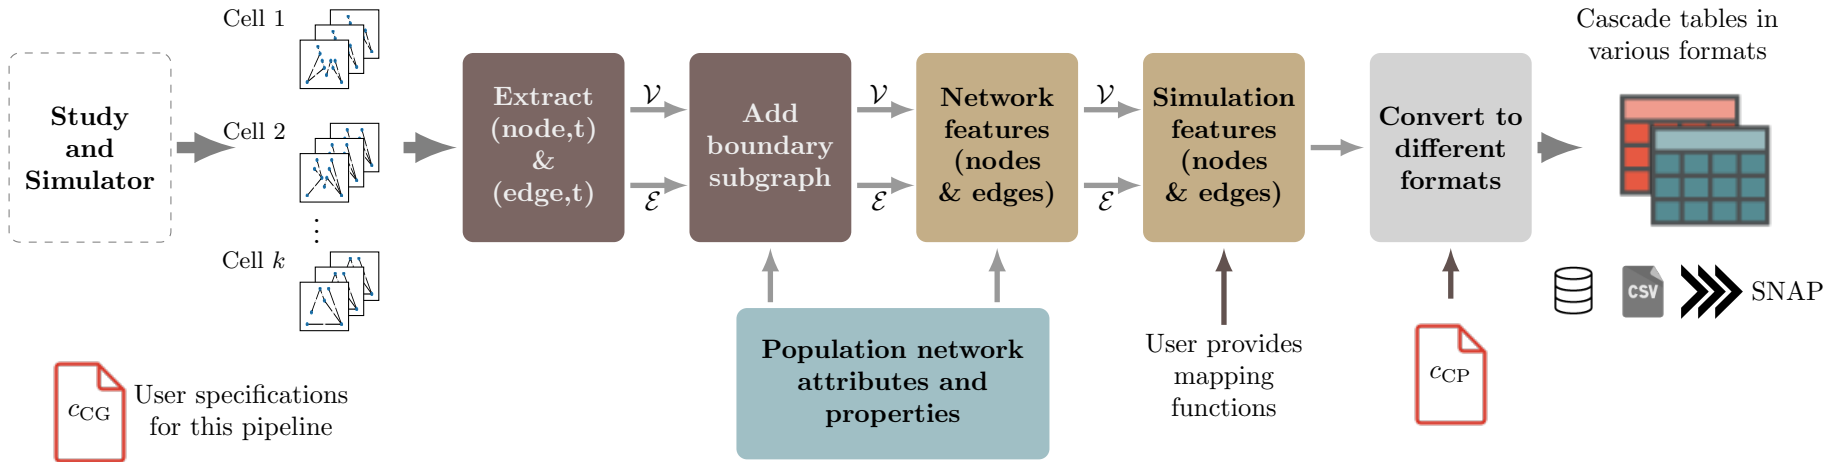 Study
and
Simulator
Cell 1
Cell 2
⋮
Cell k
Extract
(node,t)
&
(edge,t)
𝒱
ℰ
Add
boundary
subgraph
𝒱
ℰ
Network
features
(nodes
& edges)
𝒱
ℰ
Simulation
features
(nodes
& edges)
Convert to
different
formats
Cascade tables in
various formats
CSV
SNAP
Population network
attributes and
properties
User provides
mapping
functions
c_CP
c_CG
User specifications
for this pipeline